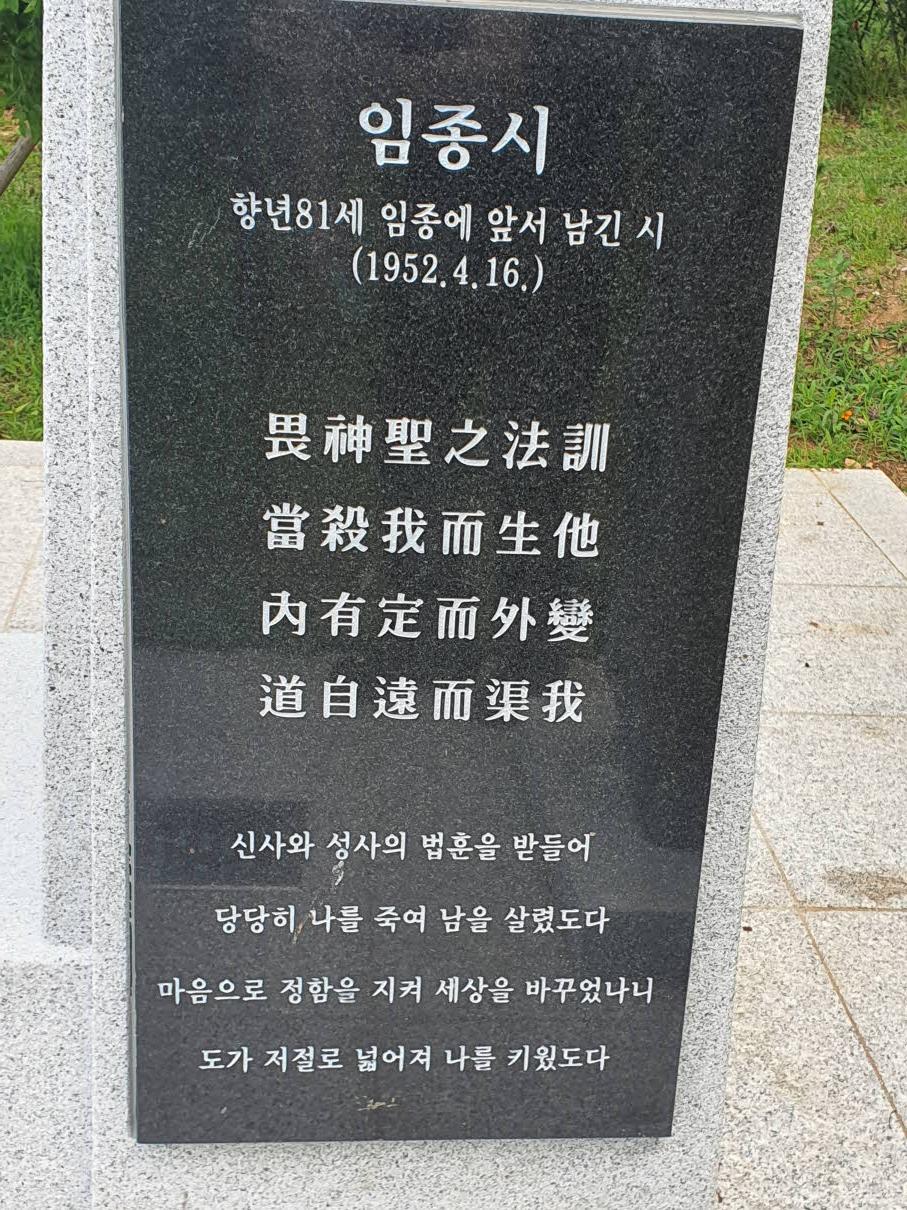 임종시
향년81세 임종에 앞서 남긴 시
(1952.4.16.)
畏神聖之法訓
當殺我而生他
內有定而外變
道自遠而渠我
신사와 성사의 법훈을 받들어
당당히 나를 죽여 남을 살렸도다
마음으로 정함을 지켜 세상을 바꾸었나니
도가 저절로 넓어져 나를 키웠도다